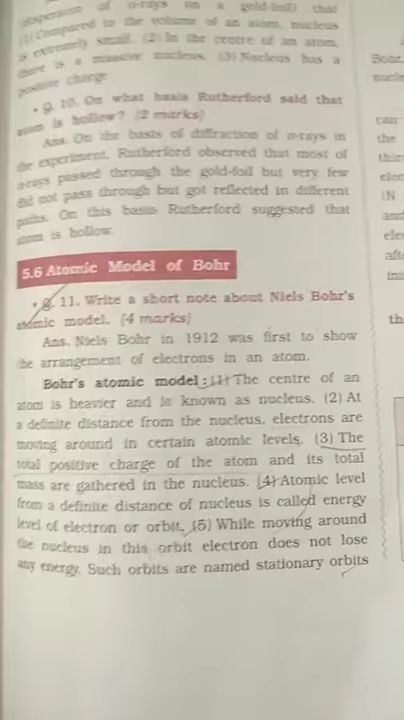 dispersion of α-rays on a gold-foil) that
(1) Compared to the volume of an atom, nucleus
is extremely small. (2) In the centre of an atom,
there is a massive nucleus. (3) Nucleus has a
positive charge
• Q. 10. On what basis Rutherford said that
atom is hollow? (2 marks)
Ans. On the basis of diffraction of α-rays in
the experiment, Rutherford observed that most of
α-rays passed through the gold-foil but very few
did not pass through but got reflected in different
paths. On this basis Rutherford suggested that
atom is hollow.
5.6 Atomic Model of Bohr
• Q. 11. Write a short note about Niels Bohr's
atomic model. (4 marks)
Ans. Niels Bohr in 1912 was first to show
the arrangement of electrons in an atom.
Bohr's atomic model : (1) The centre of an
atom is heavier and is known as nucleus. (2) At
a definite distance from the nucleus, electrons are
moving around in certain atomic levels. (3) The
total positive charge of the atom and its total
mass are gathered in the nucleus. (4) Atomic level
from a definite distance of nucleus is called energy
level of electron or orbit. (5) While moving around
the nucleus in this orbit electron does not lose
any energy. Such orbits are named stationary orbits
Bohr
can
the
elec
(N
and
ele
aft
th